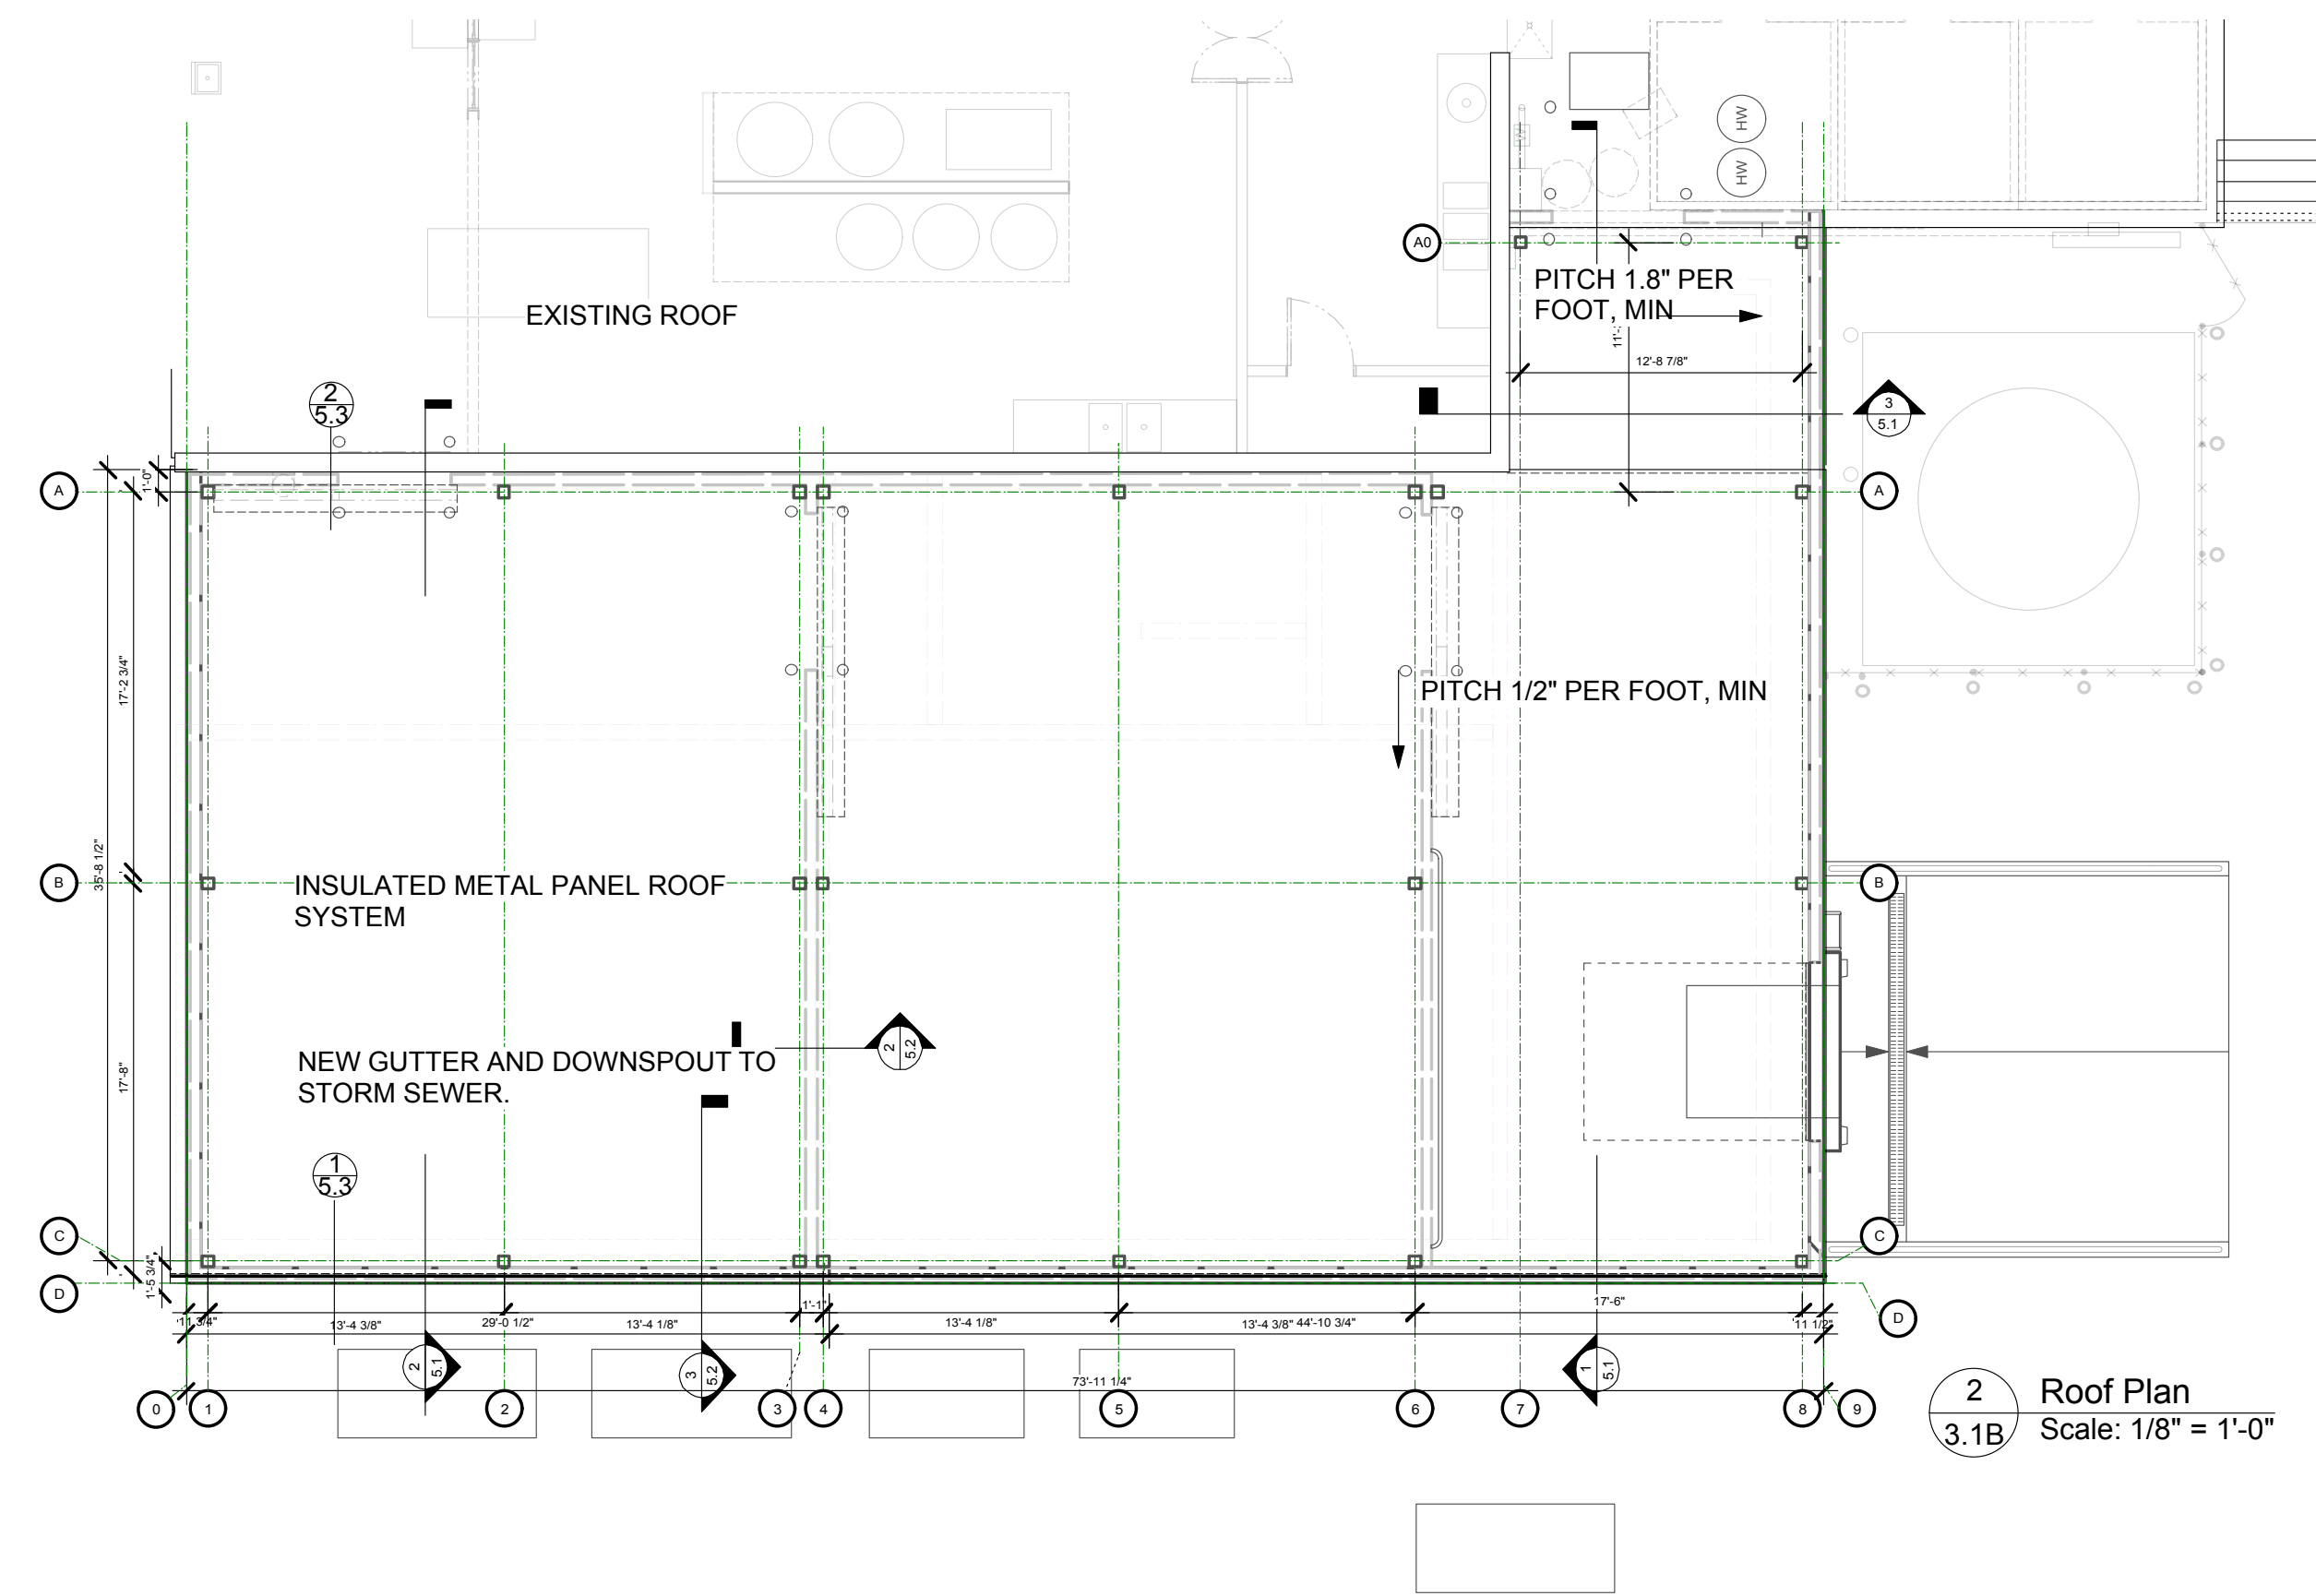 HW
HW
A0
PITCH 1.8" PER
FOOT, MIN
11'-
12'-8 7/8"
EXISTING ROOF
2
5.3
3
5.1
A
1'-0"
A
17'-2 3/4"
PITCH 1/2" PER FOOT, MIN
35'-8 1/2"
B
INSULATED METAL PANEL ROOF
SYSTEM
B
2
5.2
NEW GUTTER AND DOWNSPOUT TO
STORM SEWER.
17'-8"
1
5.3
C
C
1'-5 3/4"
D
D
11 3/4"
13'-4 3/8"
29'-0 1/2"
13'-4 1/8"
1'-1"
13'-4 1/8"
13'-4 3/8"
44'-10 3/4"
17'-6"
11 1/2"
2
5.1
3
5.2
1
5.1
73'-11 1/4"
0
1
2
3
4
5
6
7
8
9
2
3.1B
Roof Plan
Scale: 1/8" = 1'-0"